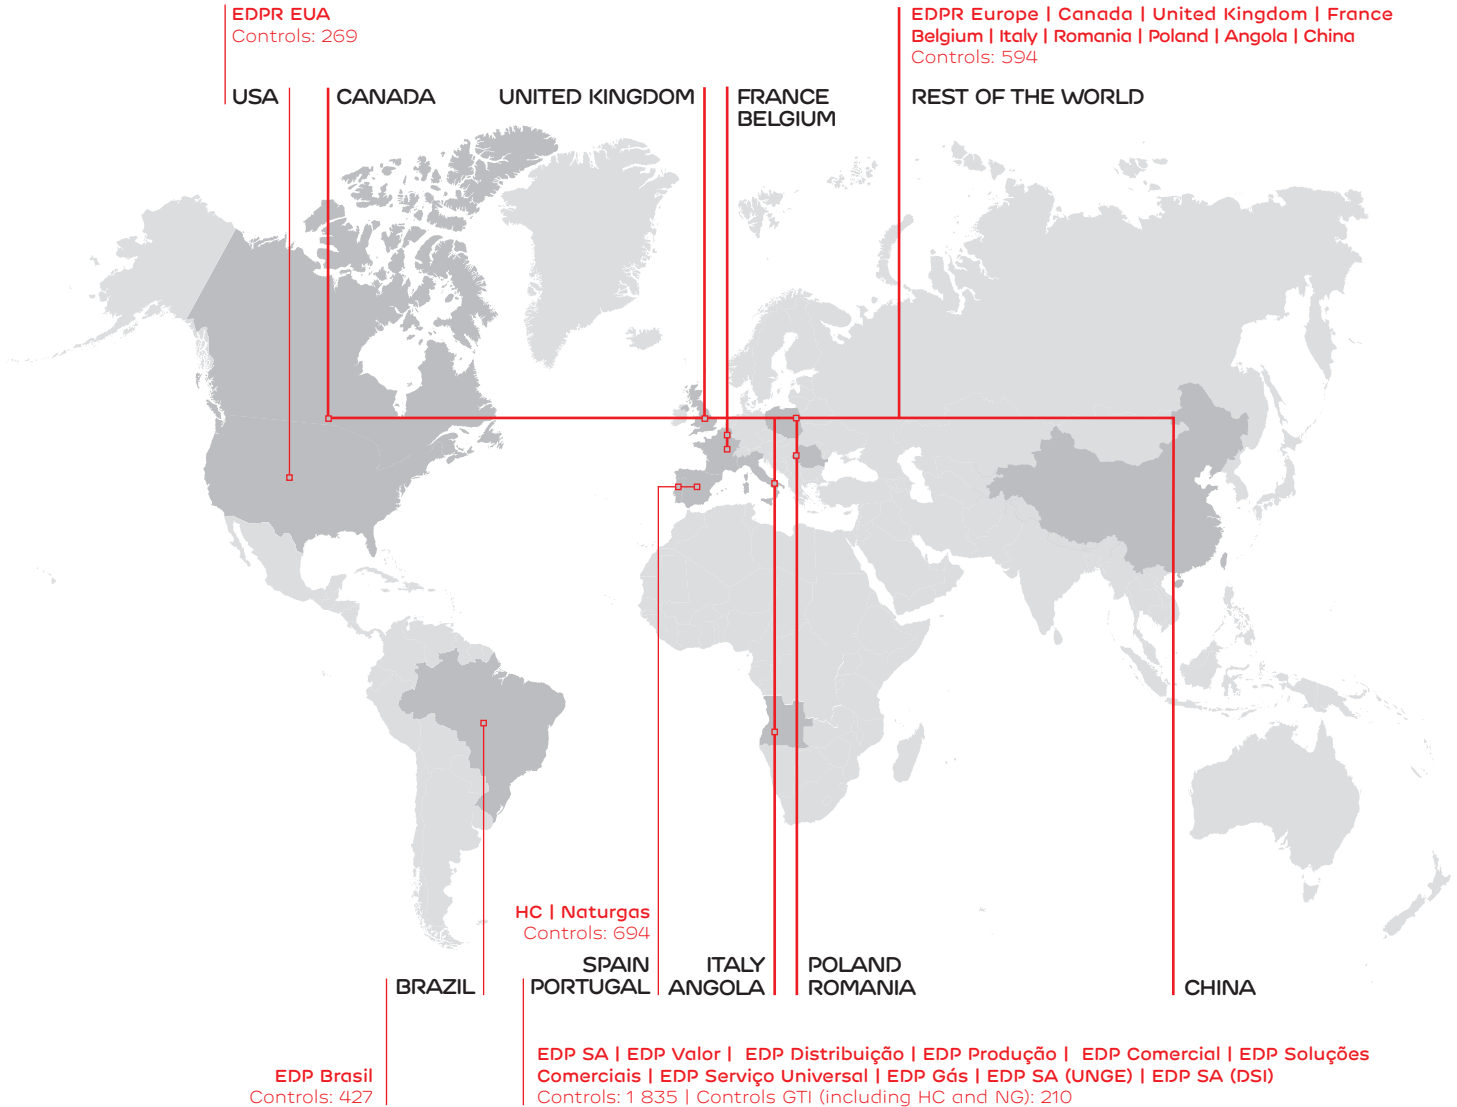 EDPR EUA
Controls: 269
EDPR Europe | Canada | United Kingdom | France
Belgium | Italy | Romania | Poland | Angola | China
Controls: 594
USA
CANADA
UNITED KINGDOM
FRANCE
BELGIUM
REST OF THE WORLD
HC | Naturgas
Controls: 694
SPAIN
PORTUGAL
ITALY
ANGOLA
POLAND
ROMANIA
BRAZIL
CHINA
EDP Brasil
Controls: 427
EDP SA | EDP Valor | EDP Distribuição | EDP Produção | EDP Comercial | EDP Soluções
Comerciais | EDP Serviço Universal | EDP Gás | EDP SA (UNGE) | EDP SA (DSI)
Controls: 1 835 | Controls GTI (including HC and NG): 210